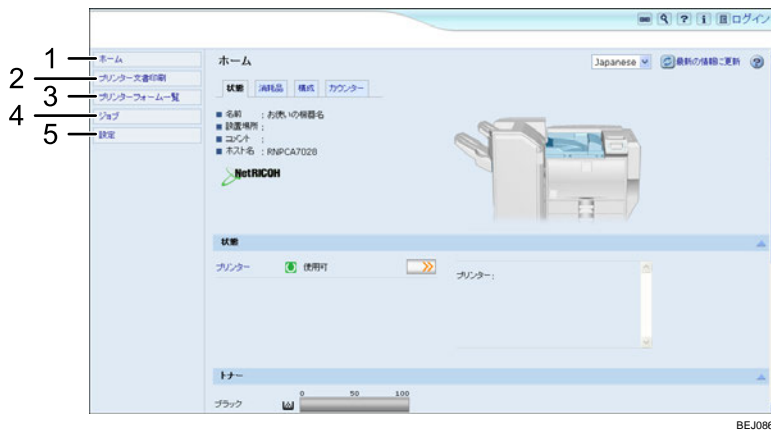 ログイン
1 ホーム
2 プリンター文書印刷
3 プリンターフォーム一覧
4 ジョブ
5 設定
ホーム
Japanese 最新の情報に更新
状態 消耗品 構成 カウンター
名前 : お使いの機器名
設置場所 :
コメント :
ホスト名 : RNPCA7028
NetRICOH
状態
プリンター 使用可
プリンター:
トナー
0 50 100
ブラック
BEJ086